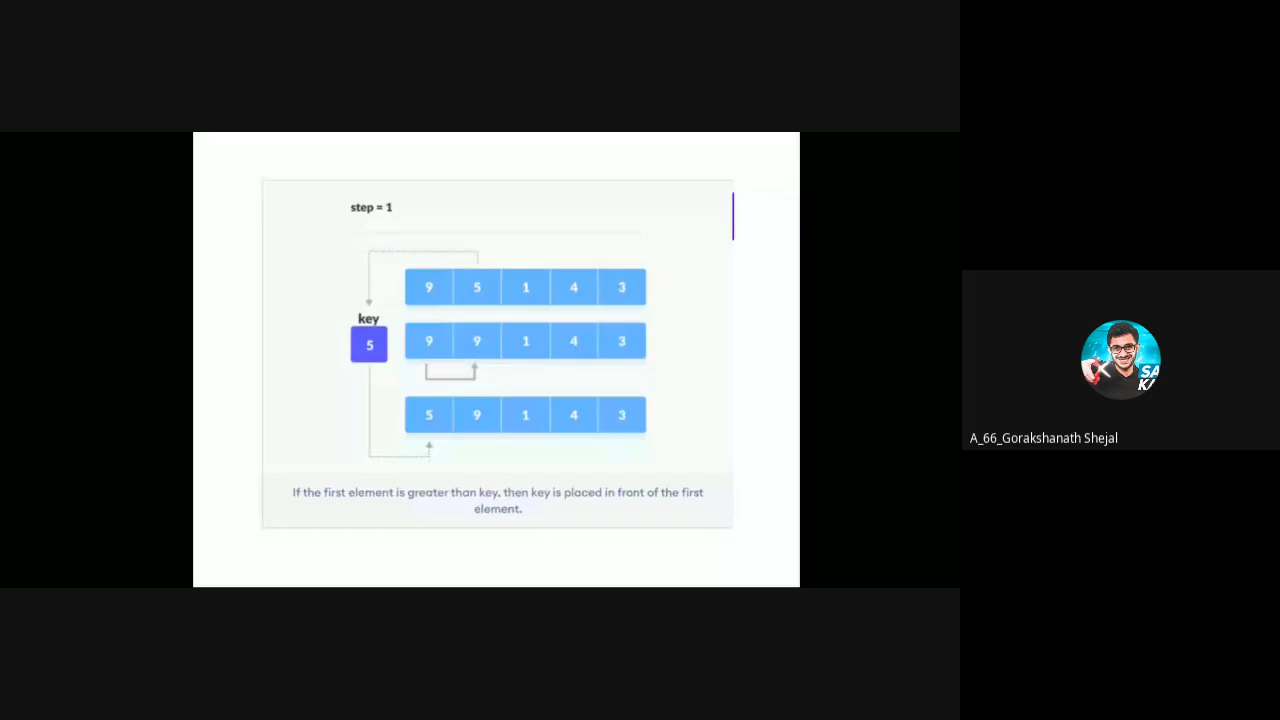 step = 1
9 5 1 4 3
key
5
9 9 1 4 3
5 9 1 4 3
If the first element is greater than key, then key is placed in front of the first
element.
SA
K/
A_66_Gorakshanath Shejal